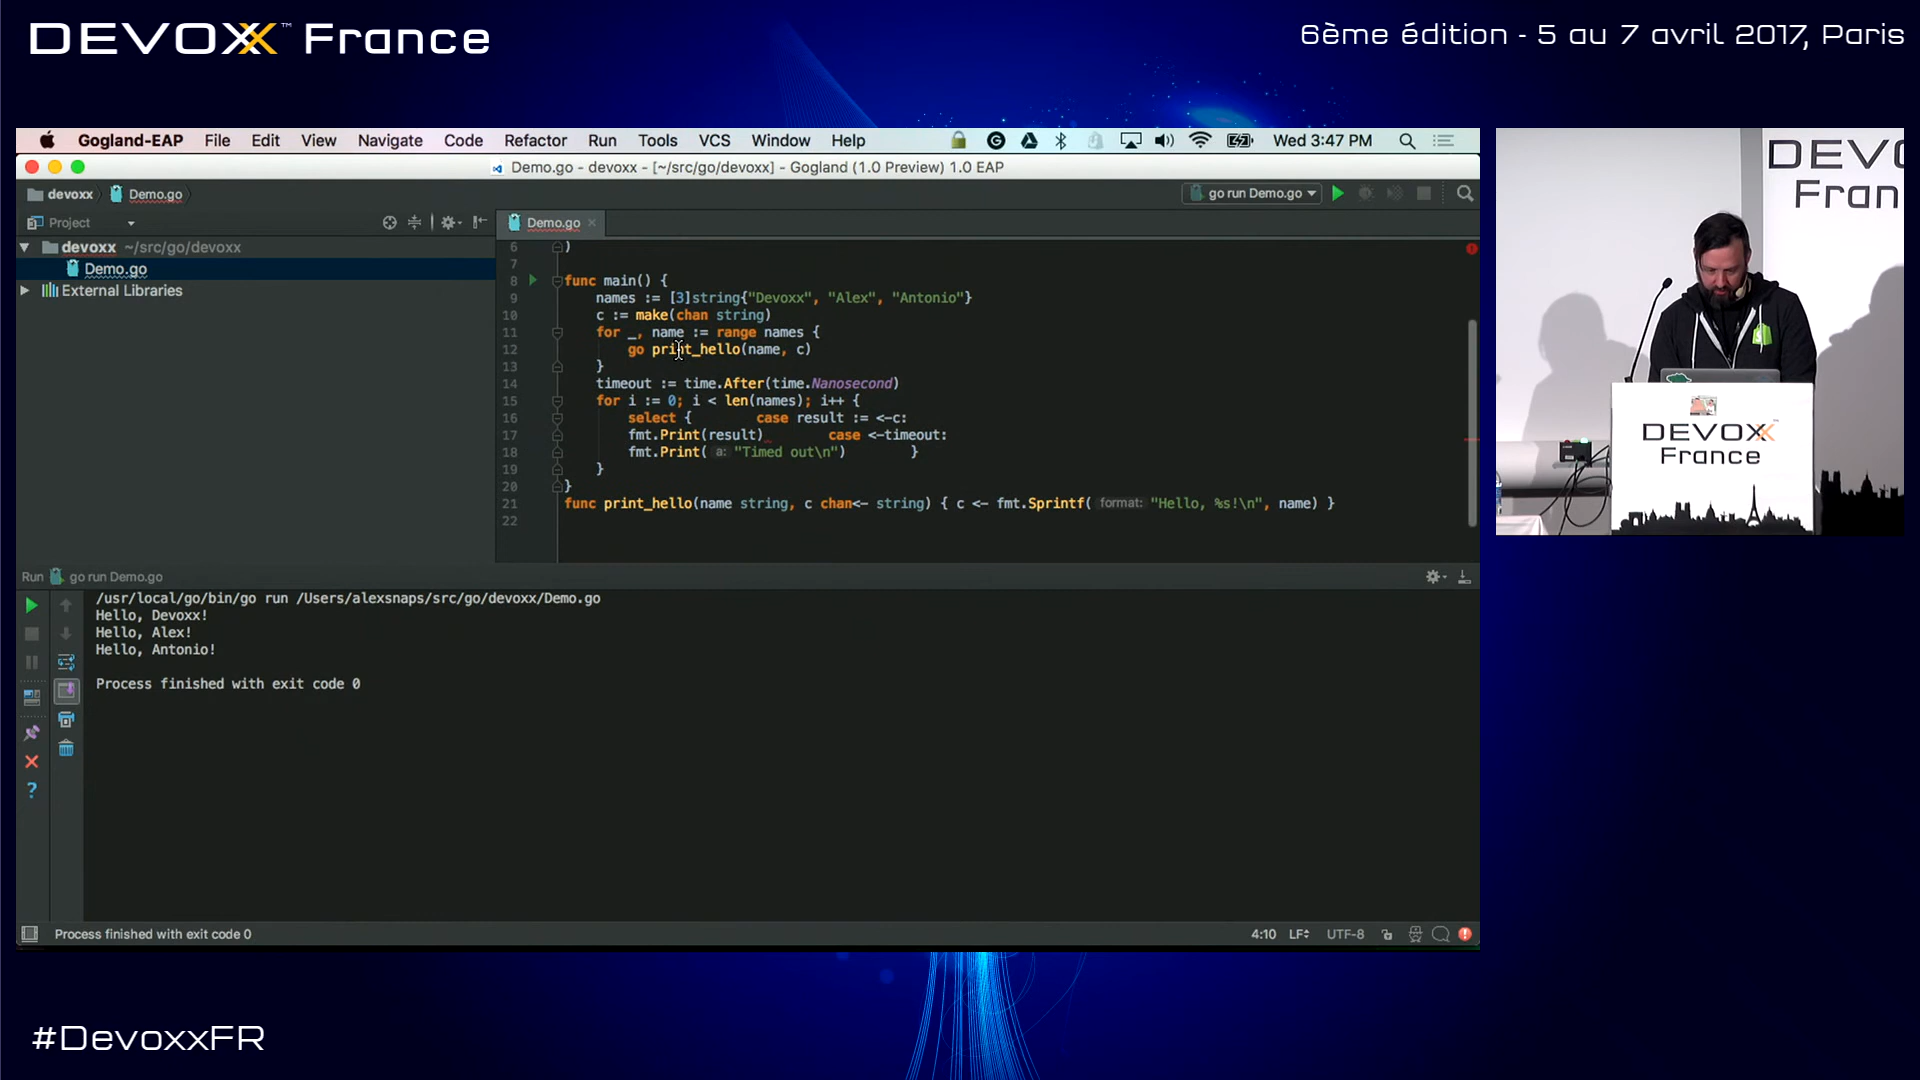 DEVOXX™ France
6ème édition - 5 au 7 avril 2017, Paris
Gogland-EAP File Edit View Navigate Code Refactor Run Tools VCS Window Help Wed 3:47 PM
Demo.go - devoxx - [~/src/go/devoxx] - Gogland (1.0 Preview) 1.0 EAP
devoxx Demo.go go run Demo.go
Project
Demo.go
devoxx ~/src/go/devoxx
Demo.go
External Libraries
6 )
7
8 func main() {
9 names := [3]string{"Devoxx", "Alex", "Antonio"}
10 c := make(chan string)
11 for _, name := range names {
12 go print_hello(name, c)
13 }
14 timeout := time.After(time.Nanosecond)
15 for i := 0; i < len(names); i++ {
16 select { case result := <-c:
17 fmt.Print(result) case <-timeout:
18 fmt.Print( a: "Timed out\n") }
19 }
20 }
21 func print_hello(name string, c chan<- string) { c <- fmt.Sprintf( format: "Hello, %s!\n", name) }
22
Run go run Demo.go
/usr/local/go/bin/go run /Users/alexsnaps/src/go/devoxx/Demo.go
Hello, Devoxx!
Hello, Alex!
Hello, Antonio!
Process finished with exit code 0
Process finished with exit code 0
4:10 LF UTF-8
DEVO
Fran
DEVOXX
France
#DevoxxFR